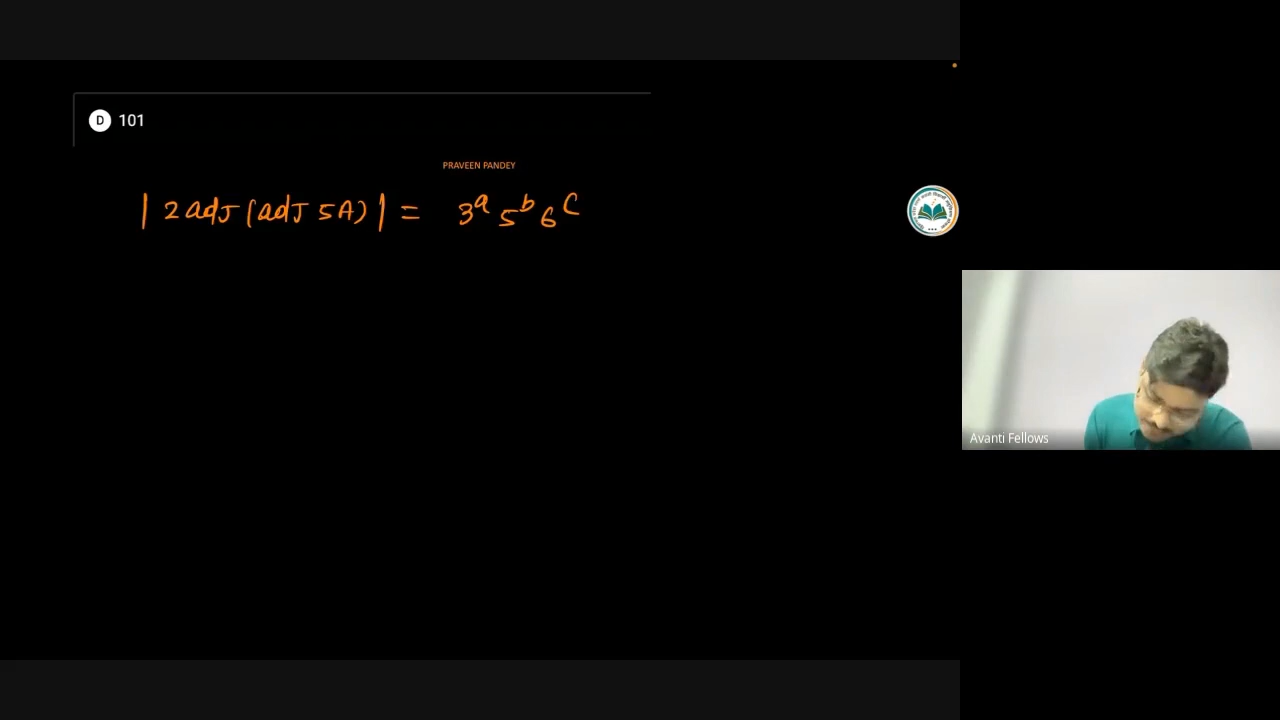 D 101
PRAVEEN PANDEY
| 2 adj (adj 5A) | = 3^a 5^b 6^c
Avanti Fellows